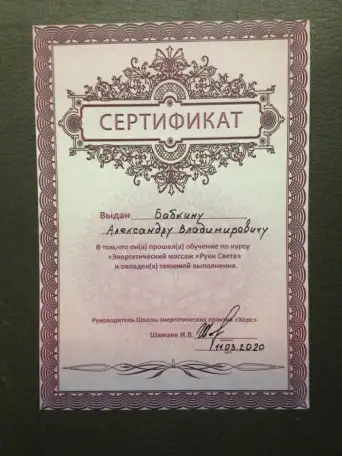 СЕРТИФИКАТ
Выдан Бабкину
Александру Владимировичу
В том,что он(а) прошел(а) обучение по курсу
«Энергетический массаж «Руки Света»
и овладел(а) техникой выполнения.
Руководитель Школы энергетических практик «Хорс»
Шамаев И.В.
11.03.2020